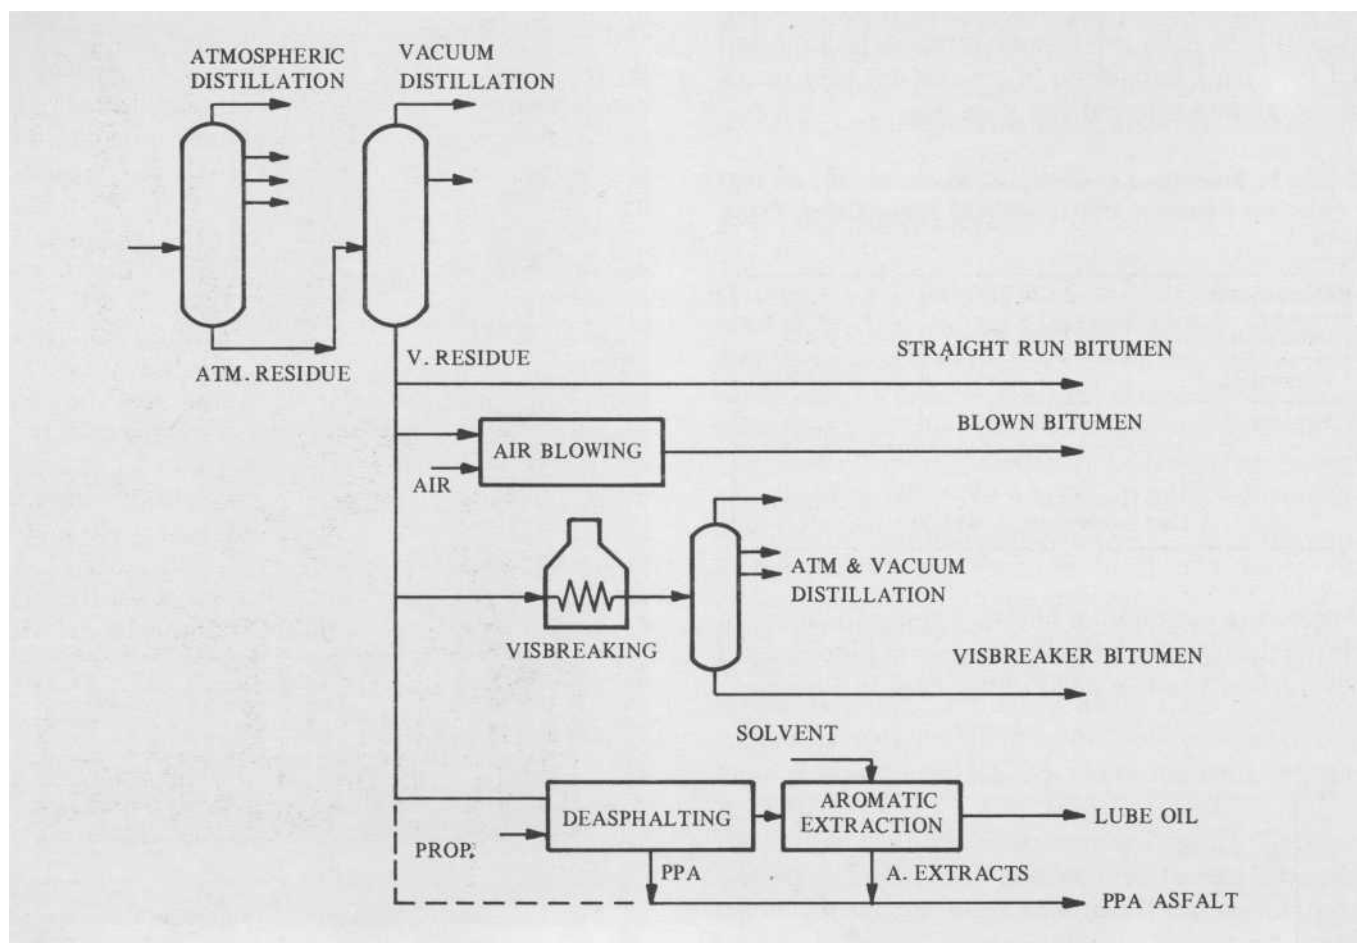 ATMOSPHERIC
DISTILLATION
VACUUM
DISTILLATION
ATM. RESIDUE
V. RESIDUE
STRAIGHT RUN BITUMEN
BLOWN BITUMEN
AIR BLOWING
AIR
ATM & VACUUM
DISTILLATION
VISBREAKING
VISBREAKER BITUMEN
SOLVENT
DEASPHALTING
AROMATIC
EXTRACTION
LUBE OIL
PROP.
PPA
A. EXTRACTS
PPA ASFALT